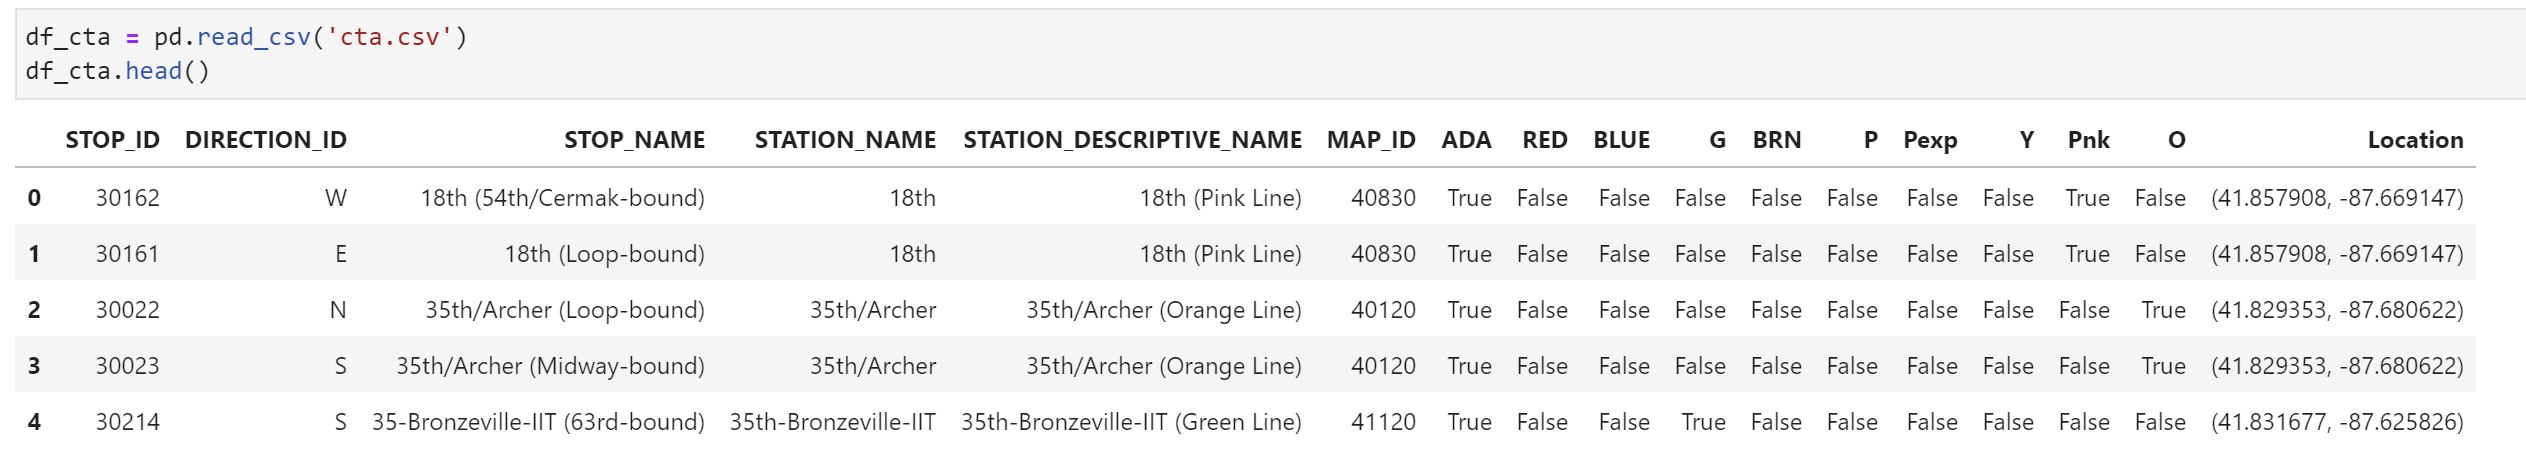 df_cta = pd.read_csv('cta.csv')
df_cta.head()
STOP_ID DIRECTION_ID STOP_NAME STATION_NAME STATION_DESCRIPTIVE_NAME MAP_ID ADA RED BLUE G BRN P Pexp Y Pnk O Location
0 30162 W 18th (54th/Cermak-bound) 18th 18th (Pink Line) 40830 True False False False False False False False True False (41.857908, -87.669147)
1 30161 E 18th (Loop-bound) 18th 18th (Pink Line) 40830 True False False False False False False False True False (41.857908, -87.669147)
2 30022 N 35th/Archer (Loop-bound) 35th/Archer 35th/Archer (Orange Line) 40120 True False False False False False False False False True (41.829353, -87.680622)
3 30023 S 35th/Archer (Midway-bound) 35th/Archer 35th/Archer (Orange Line) 40120 True False False False False False False False False True (41.829353, -87.680622)
4 30214 S 35-Bronzeville-IIT (63rd-bound) 35th-Bronzeville-IIT 35th-Bronzeville-IIT (Green Line) 41120 True False False True False False False False False False (41.831677, -87.625826)